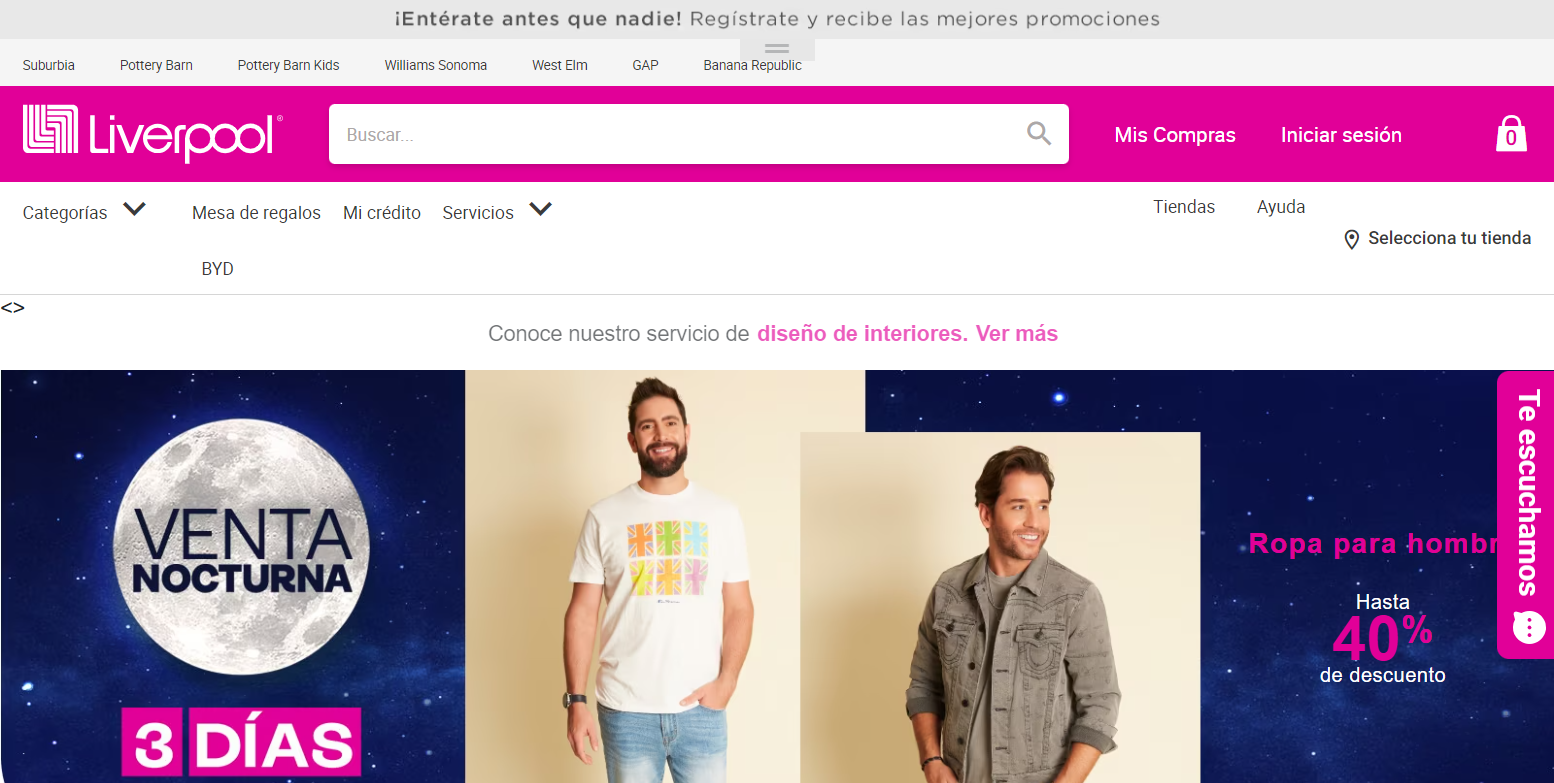 ¡Entérate antes que nadie! Regístrate y recibe las mejores promociones
Suburbia Pottery Barn Pottery Barn Kids Williams Sonoma West Elm GAP Banana Republic
Liverpool®
Buscar...
Mis Compras Iniciar sesión 0
Categorías Mesa de regalos Mi crédito Servicios Tiendas Ayuda
Selecciona tu tienda
BYD
<>
Conoce nuestro servicio de diseño de interiores. Ver más
VENTA
NOCTURNA
3 DÍAS
Ropa para hombr
Hasta
40%
de descuento
Te escuchamos